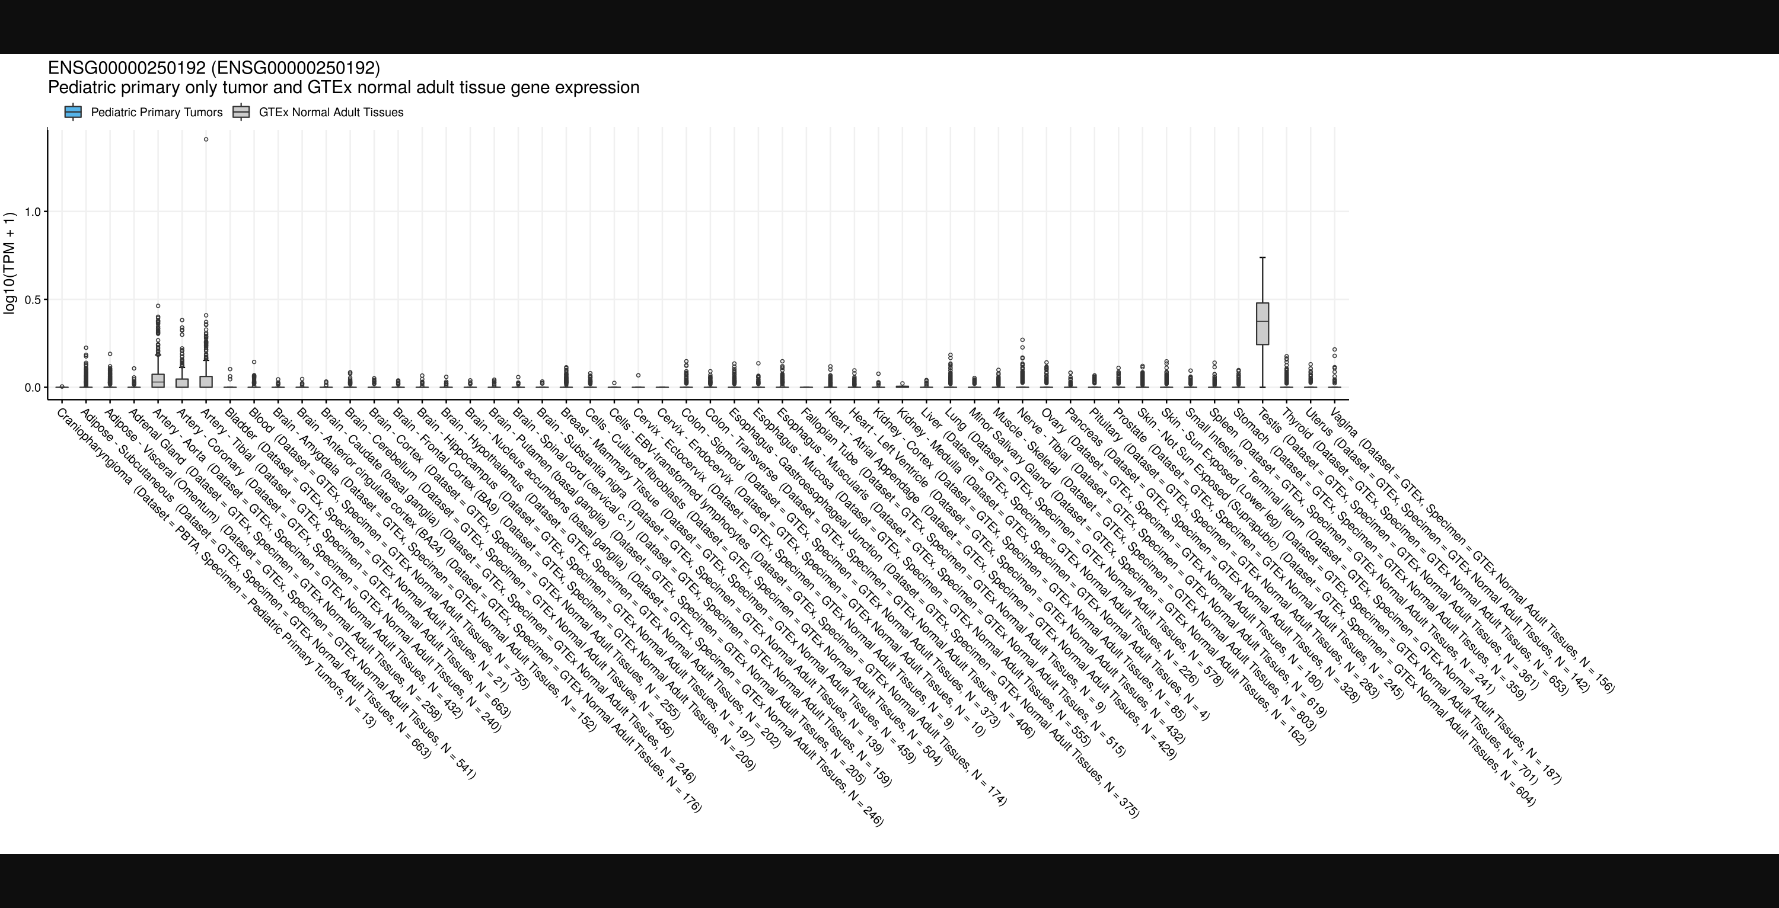 ENSG00000250192 (ENSG00000250192)
Pediatric primary only tumor and GTEx normal adult tissue gene expression
Pediatric Primary Tumors
GTEx Normal Adult Tissues
log10(TPM + 1)
1.0
0.5
0.0
Craniopharyngioma (Dataset = PBTA, Specimen = Pediatric Primary Tumors, N = 13)
Adipose - Subcutaneous (Dataset = GTEx, Specimen = GTEx Normal Adult Tissues, N = 663)
Adipose - Visceral (Omentum) (Dataset = GTEx, Specimen = GTEx Normal Adult Tissues, N = 541)
Adrenal Gland (Dataset = GTEx, Specimen = GTEx Normal Adult Tissues, N = 258)
Artery - Aorta (Dataset = GTEx, Specimen = GTEx Normal Adult Tissues, N = 432)
Artery - Coronary (Dataset = GTEx, Specimen = GTEx Normal Adult Tissues, N = 240)
Artery - Tibial (Dataset = GTEx, Specimen = GTEx Normal Adult Tissues, N = 663)
Bladder (Dataset = GTEx, Specimen = GTEx Normal Adult Tissues, N = 21)
Blood (Dataset = GTEx, Specimen = GTEx Normal Adult Tissues, N = 755)
Brain - Amygdala (Dataset = GTEx, Specimen = GTEx Normal Adult Tissues, N = 152)
Brain - Anterior cingulate cortex (BA24) (Dataset = GTEx, Specimen = GTEx Normal Adult Tissues, N = 176)
Brain - Caudate (basal ganglia) (Dataset = GTEx, Specimen = GTEx Normal Adult Tissues, N = 246)
Brain - Cerebellum (Dataset = GTEx, Specimen = GTEx Normal Adult Tissues, N = 456)
Brain - Cortex (Dataset = GTEx, Specimen = GTEx Normal Adult Tissues, N = 255)
Brain - Frontal Cortex (BA9) (Dataset = GTEx, Specimen = GTEx Normal Adult Tissues, N = 209)
Brain - Hippocampus (Dataset = GTEx, Specimen = GTEx Normal Adult Tissues, N = 197)
Brain - Hypothalamus (Dataset = GTEx, Specimen = GTEx Normal Adult Tissues, N = 202)
Brain - Nucleus accumbens (basal ganglia) (Dataset = GTEx, Specimen = GTEx Normal Adult Tissues, N = 246)
Brain - Putamen (basal ganglia) (Dataset = GTEx, Specimen = GTEx Normal Adult Tissues, N = 205)
Brain - Spinal cord (cervical c-1) (Dataset = GTEx, Specimen = GTEx Normal Adult Tissues, N = 159)
Brain - Substantia nigra (Dataset = GTEx, Specimen = GTEx Normal Adult Tissues, N = 139)
Breast - Mammary Tissue (Dataset = GTEx, Specimen = GTEx Normal Adult Tissues, N = 459)
Cells - Cultured fibroblasts (Dataset = GTEx, Specimen = GTEx Normal Adult Tissues, N = 504)
Cells - EBV-transformed lymphocytes (Dataset = GTEx, Specimen = GTEx Normal Adult Tissues, N = 174)
Cervix - Ectocervix (Dataset = GTEx, Specimen = GTEx Normal Adult Tissues, N = 9)
Cervix - Endocervix (Dataset = GTEx, Specimen = GTEx Normal Adult Tissues, N = 10)
Colon - Sigmoid (Dataset = GTEx, Specimen = GTEx Normal Adult Tissues, N = 373)
Colon - Transverse (Dataset = GTEx, Specimen = GTEx Normal Adult Tissues, N = 406)
Esophagus - Gastroesophageal Junction (Dataset = GTEx, Specimen = GTEx Normal Adult Tissues, N = 375)
Esophagus - Mucosa (Dataset = GTEx, Specimen = GTEx Normal Adult Tissues, N = 555)
Esophagus - Muscularis (Dataset = GTEx, Specimen = GTEx Normal Adult Tissues, N = 515)
Fallopian Tube (Dataset = GTEx, Specimen = GTEx Normal Adult Tissues, N = 9)
Heart - Atrial Appendage (Dataset = GTEx, Specimen = GTEx Normal Adult Tissues, N = 429)
Heart - Left Ventricle (Dataset = GTEx, Specimen = GTEx Normal Adult Tissues, N = 432)
Kidney - Cortex (Dataset = GTEx, Specimen = GTEx Normal Adult Tissues, N = 85)
Kidney - Medulla (Dataset = GTEx, Specimen = GTEx Normal Adult Tissues, N = 4)
Liver (Dataset = GTEx, Specimen = GTEx Normal Adult Tissues, N = 226)
Lung (Dataset = GTEx, Specimen = GTEx Normal Adult Tissues, N = 578)
Minor Salivary Gland (Dataset = GTEx, Specimen = GTEx Normal Adult Tissues, N = 162)
Muscle - Skeletal (Dataset = GTEx, Specimen = GTEx Normal Adult Tissues, N = 803)
Nerve - Tibial (Dataset = GTEx, Specimen = GTEx Normal Adult Tissues, N = 619)
Ovary (Dataset = GTEx, Specimen = GTEx Normal Adult Tissues, N = 180)
Pancreas (Dataset = GTEx, Specimen = GTEx Normal Adult Tissues, N = 328)
Pituitary (Dataset = GTEx, Specimen = GTEx Normal Adult Tissues, N = 283)
Prostate (Dataset = GTEx, Specimen = GTEx Normal Adult Tissues, N = 245)
Skin - Not Sun Exposed (Suprapubic) (Dataset = GTEx, Specimen = GTEx Normal Adult Tissues, N = 604)
Skin - Sun Exposed (Lower leg) (Dataset = GTEx, Specimen = GTEx Normal Adult Tissues, N = 701)
Small Intestine - Terminal Ileum (Dataset = GTEx, Specimen = GTEx Normal Adult Tissues, N = 187)
Spleen (Dataset = GTEx, Specimen = GTEx Normal Adult Tissues, N = 241)
Stomach (Dataset = GTEx, Specimen = GTEx Normal Adult Tissues, N = 359)
Testis (Dataset = GTEx, Specimen = GTEx Normal Adult Tissues, N = 361)
Thyroid (Dataset = GTEx, Specimen = GTEx Normal Adult Tissues, N = 653)
Uterus (Dataset = GTEx, Specimen = GTEx Normal Adult Tissues, N = 142)
Vagina (Dataset = GTEx, Specimen = GTEx Normal Adult Tissues, N = 156)